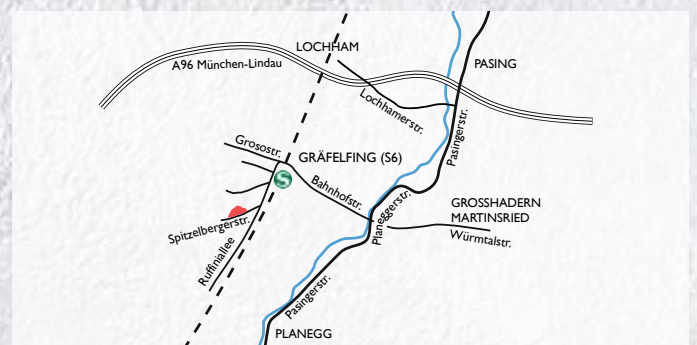 LOCHHAM
A96 München-Lindau
PASING
Lochhamerstr.
Pasingerstr.
Grosostr.
GRÄFELFING (S6)
S
Bahnhofstr.
Planeggerstr.
GROSSHADERN
MARTINSRIED
Würmtalstr.
Spitzelbergerstr.
Ruffiniallee
Pasingerstr.
PLANEGG